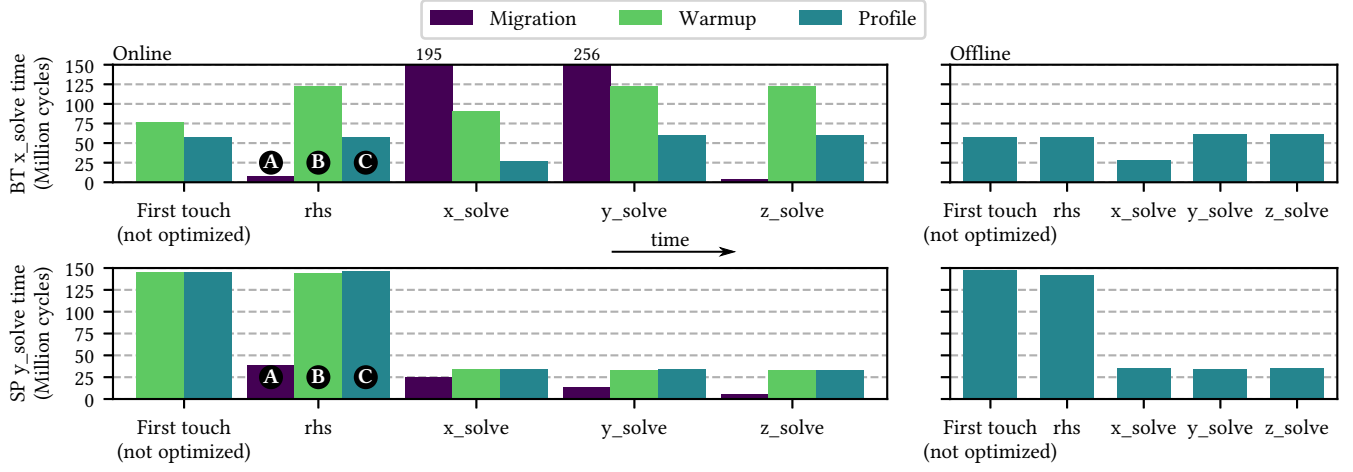 Migration Warmup Profile
Online 195 256 Offline
BT x_solve time
(Million cycles)
150
125
100
75
50
25
0
A B C
First touch
(not optimized)
rhs
x_solve
y_solve
z_solve
First touch
(not optimized)
rhs
x_solve
y_solve
z_solve
time
SP y_solve time
(Million cycles)
150
125
100
75
50
25
0
A B C
First touch
(not optimized)
rhs
x_solve
y_solve
z_solve
First touch
(not optimized)
rhs
x_solve
y_solve
z_solve